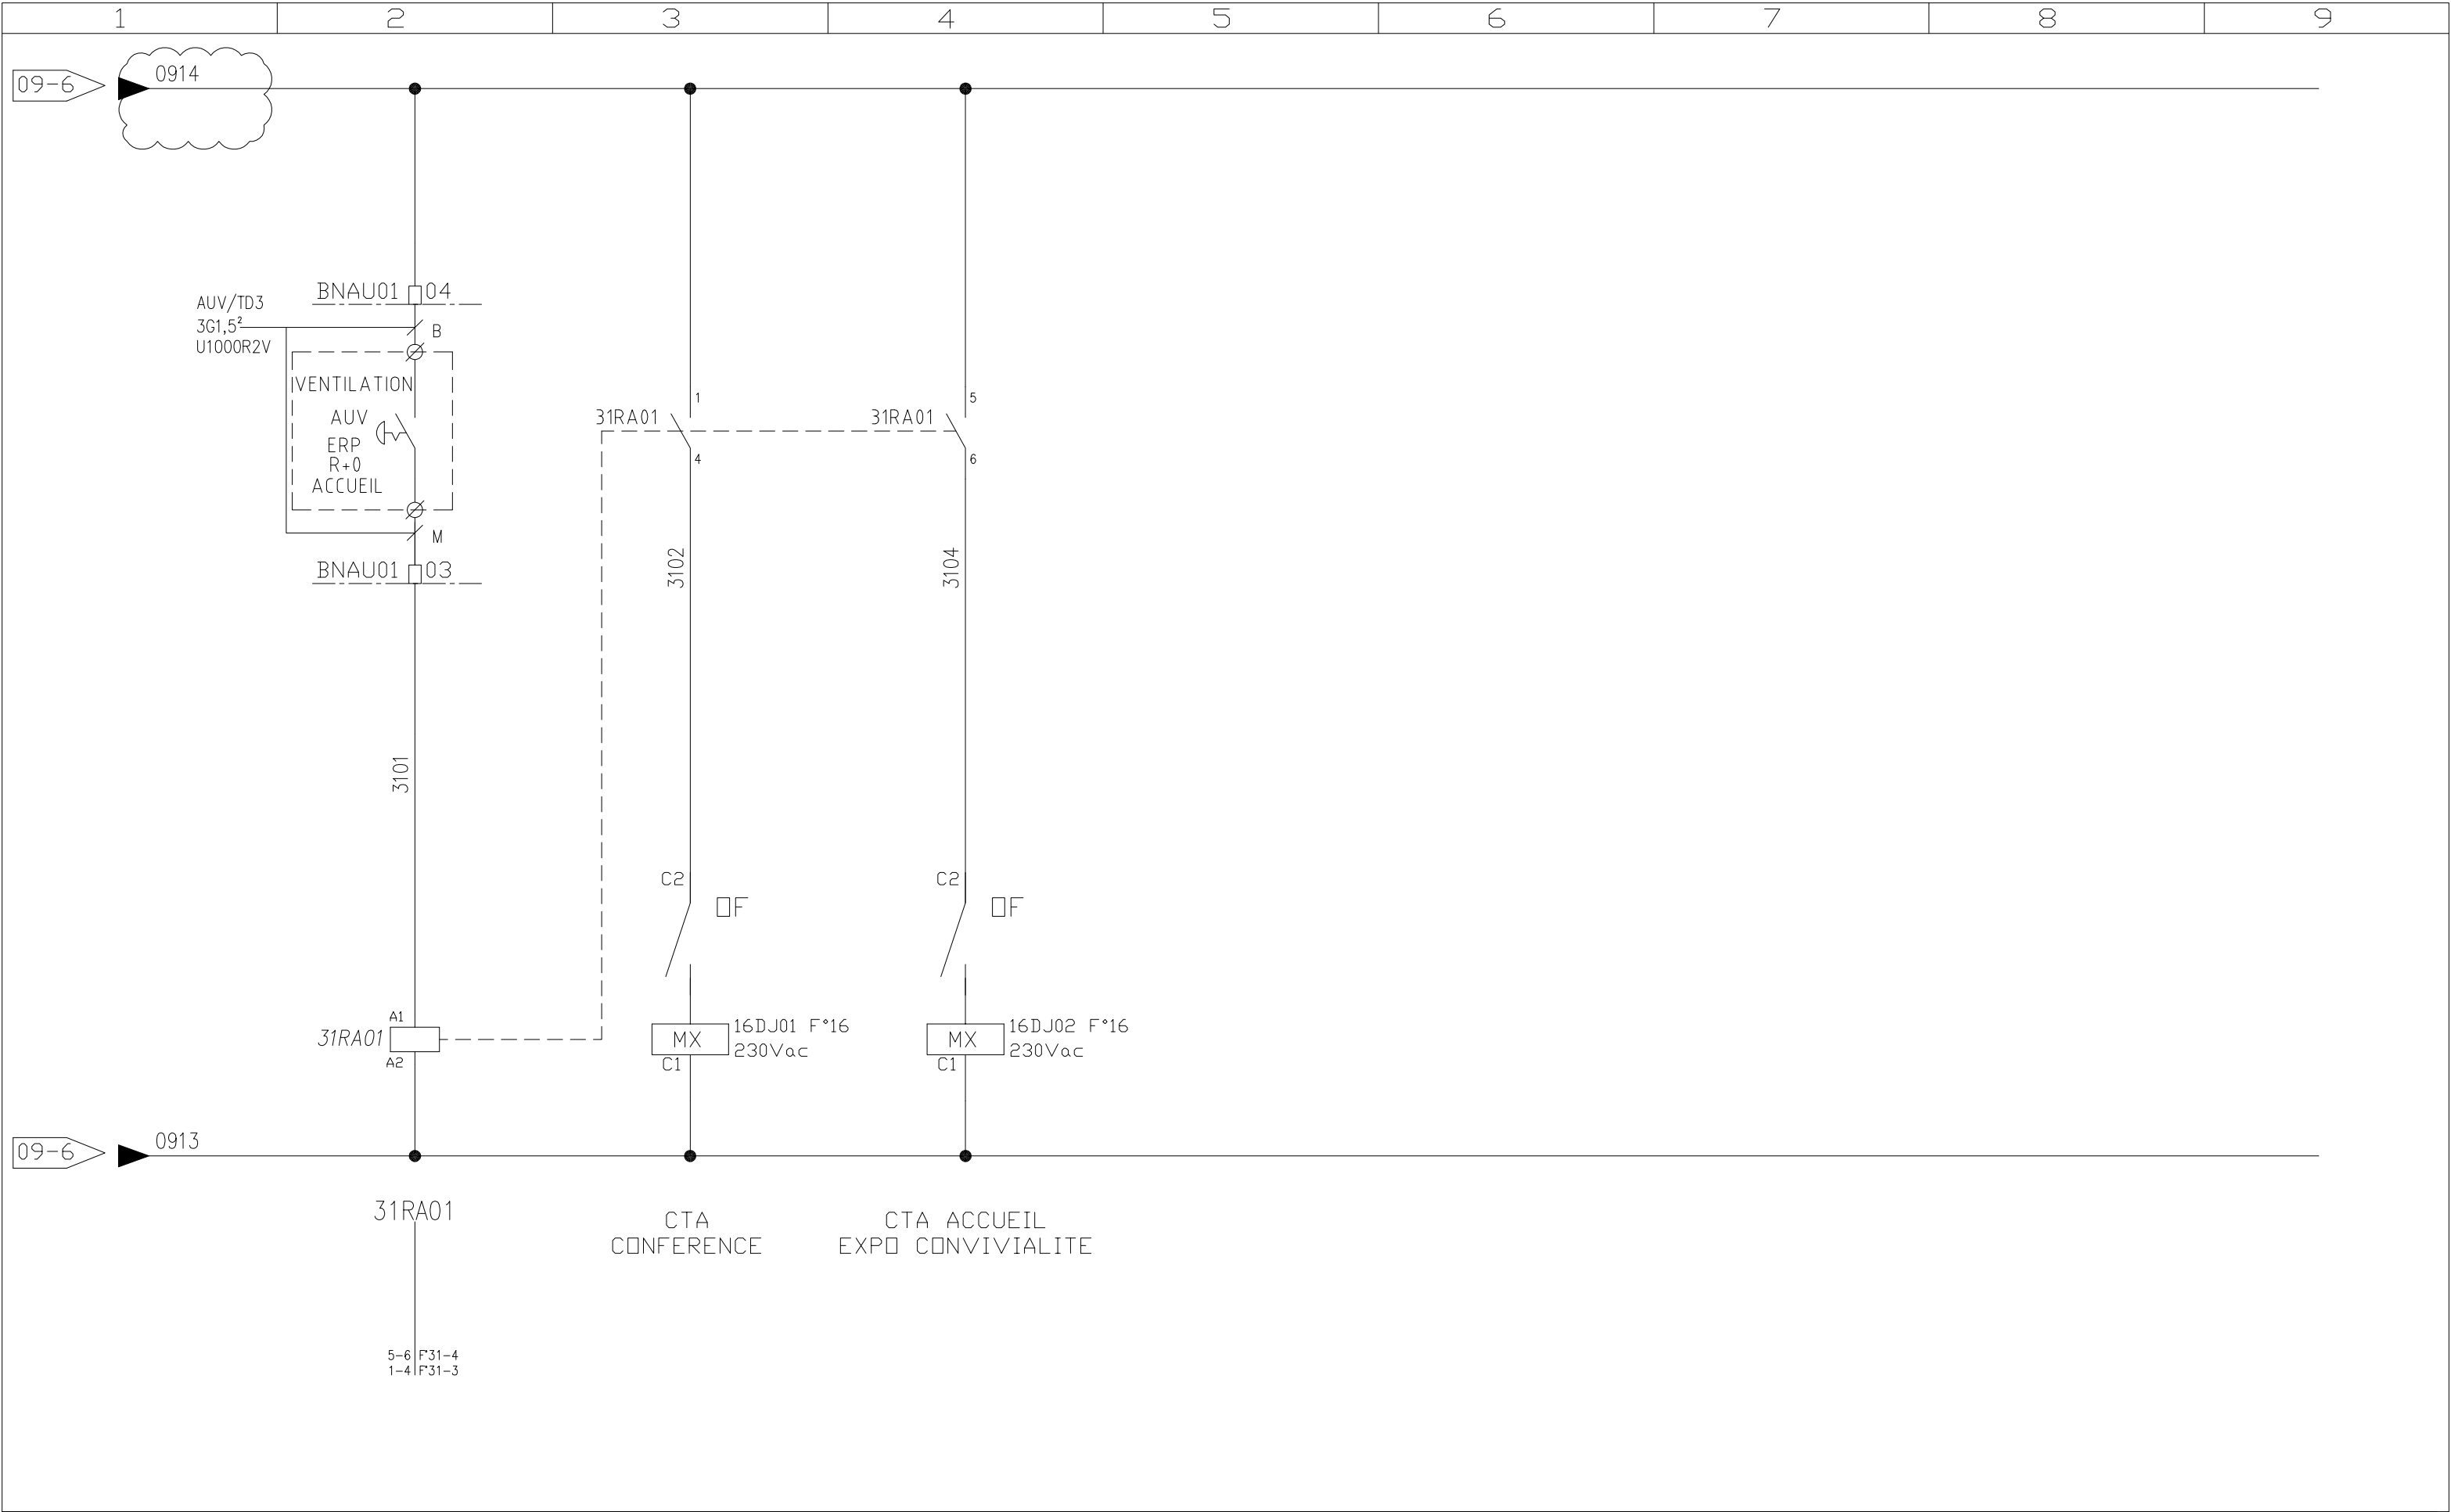 1 2 3 4 5 6 7 8 9
09-6 0914
BNAU01 04
AUV/TD3
3G1,5²
U1000R2V
B
VENTILATION
AUV
ERP
R+0
ACCUEIL
M
BNAU01 03
3101
A1
31RA01
A2
31RA01
1
4
3102
C2
OF
MX
16DJ01 F°16
230Vac
C1
31RA01
5
6
3104
C2
OF
MX
16DJ02 F°16
230Vac
C1
09-6 0913
31RA01
5-6 F°31-4
1-4 F°31-3
CTA
CONFERENCE
CTA ACCUEIL
EXPO CONVIVIALITE